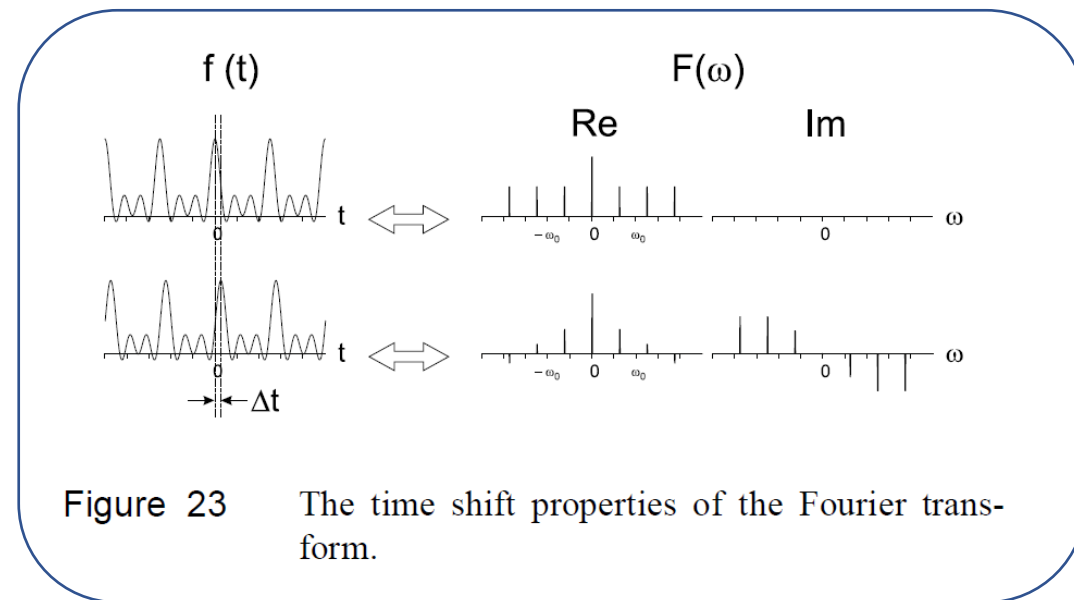 f (t)
F(ω)
Re
Im
t
0
− ω₀
0
ω₀
0
ω
t
0
− ω₀
0
ω₀
0
ω
Δt
Figure 23 The time shift properties of the Fourier trans-
form.